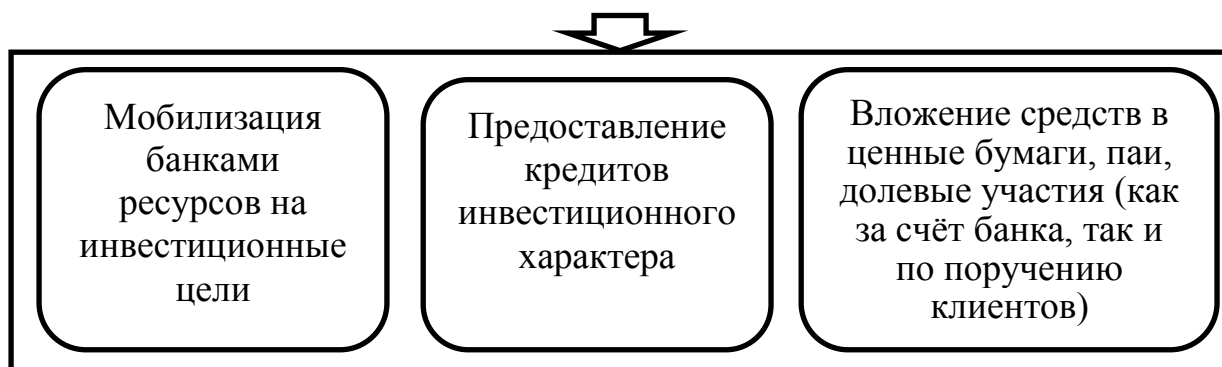 Мобилизация
банками
ресурсов на
инвестиционные
цели
Предоставление
кредитов
инвестиционного
характера
Вложение средств в
ценные бумаги, паи,
долевые участия (как
за счёт банка, так и
по поручению
клиентов)